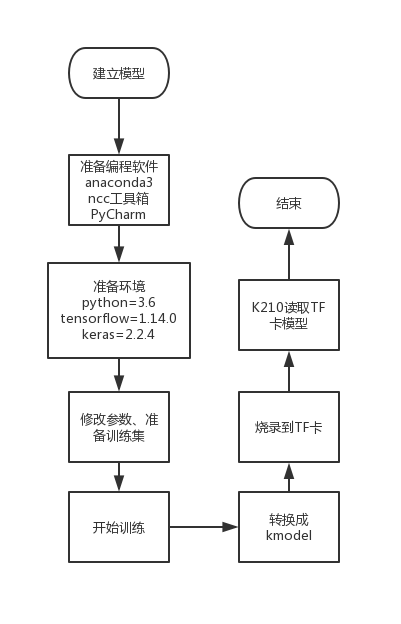 建立模型
准备编程软件
anaconda3
ncc工具箱
PyCharm
准备环境
python=3.6
tensorflow=1.14.0
keras=2.2.4
修改参数、准
备训练集
开始训练
转换成
kmodel
烧录到TF卡
K210读取TF
卡模型
结束